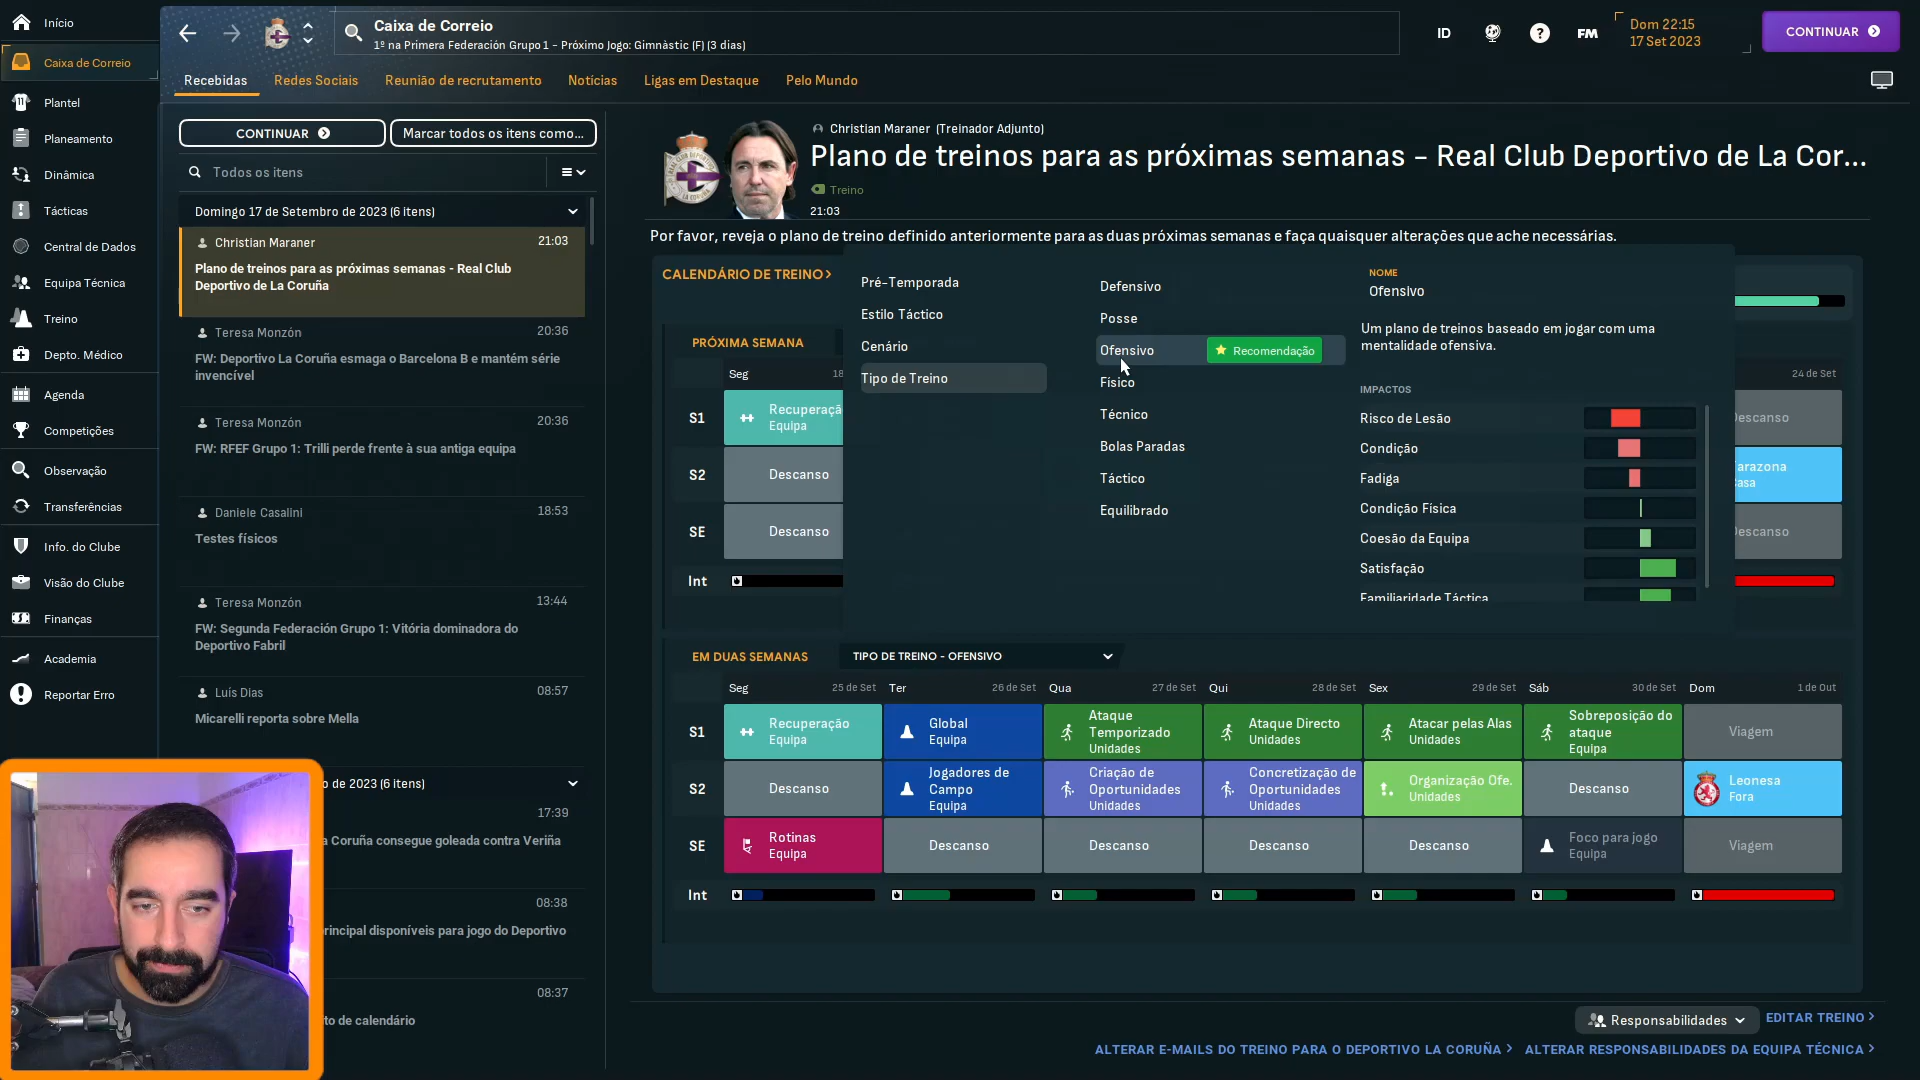 Início
Caixa de Correio
Plantel
Planeamento
Dinâmica
Tácticas
Central de Dados
Equipa Técnica
Treino
Depto. Médico
Agenda
Competições
Observação
Transferências
Info. do Clube
Visão do Clube
Finanças
Academia
Reportar Erro
Caixa de Correio
1º na Primera Federación Grupo 1 - Próximo Jogo: Gimnàstic (F) (3 dias)
ID
?
FM
Dom 22:15
17 Set 2023
CONTINUAR
Recebidas
Redes Sociais
Reunião de recrutamento
Notícias
Ligas em Destaque
Pelo Mundo
CONTINUAR
Marcar todos os itens como...
Todos os itens
Domingo 17 de Setembro de 2023 (6 itens)
Christian Maraner 21:03
Plano de treinos para as próximas semanas - Real Club
Deportivo de La Coruña
Teresa Monzón 20:36
FW: Deportivo La Coruña esmaga o Barcelona B e mantém série
invencível
Teresa Monzón 20:36
FW: RFEF Grupo 1: Trilli perde frente à sua antiga equipa
Daniele Casalini 18:53
Testes físicos
Teresa Monzón 13:44
FW: Segunda Federación Grupo 1: Vitória dominadora do
Deportivo Fabril
Luís Dias 08:57
Micarelli reporta sobre Mella
o de 2023 (6 itens)
17:39
a Coruña consegue goleada contra Veriña
08:38
rincipal disponíveis para jogo do Deportivo
08:37
to de calendário
Christian Maraner (Treinador Adjunto)
Plano de treinos para as próximas semanas - Real Club Deportivo de La Cor...
Treino
21:03
Por favor, reveja o plano de treino definido anteriormente para as duas próximas semanas e faça quaisquer alterações que ache necessárias.
CALENDÁRIO DE TREINO
PRÓXIMA SEMANA
Seg 18
24 de Set
S1
Recuperaçã
Equipa
Descanso
S2
Descanso
arazona
Casa
SE
Descanso
Descanso
Int
Pré-Temporada
Estilo Táctico
Cenário
Tipo de Treino
Defensivo
Posse
Ofensivo
Recomendação
Físico
Técnico
Bolas Paradas
Táctico
Equilibrado
NOME
Ofensivo
Um plano de treinos baseado em jogar com uma
mentalidade ofensiva.
IMPACTOS
Risco de Lesão
Condição
Fadiga
Condição Física
Coesão da Equipa
Satisfação
Familiaridade Táctica
EM DUAS SEMANAS
TIPO DE TREINO - OFENSIVO
Seg 25 de Set
Ter 26 de Set
Qua 27 de Set
Qui 28 de Set
Sex 29 de Set
Sáb 30 de Set
Dom 1 de Out
S1
Recuperação
Equipa
Global
Equipa
Ataque
Temporizado
Unidades
Ataque Directo
Unidades
Atacar pelas Alas
Unidades
Sobreposição do
ataque
Equipa
Viagem
S2
Descanso
Jogadores de
Campo
Equipa
Criação de
Oportunidades
Unidades
Concretização de
Oportunidades
Unidades
Organização Ofe.
Unidades
Descanso
Leonesa
Fora
SE
Rotinas
Equipa
Descanso
Descanso
Descanso
Descanso
Foco para jogo
Equipa
Viagem
Int
Responsabilidades
EDITAR TREINO
ALTERAR E-MAILS DO TREINO PARA O DEPORTIVO LA CORUÑA
ALTERAR RESPONSABILIDADES DA EQUIPA TÉCNICA